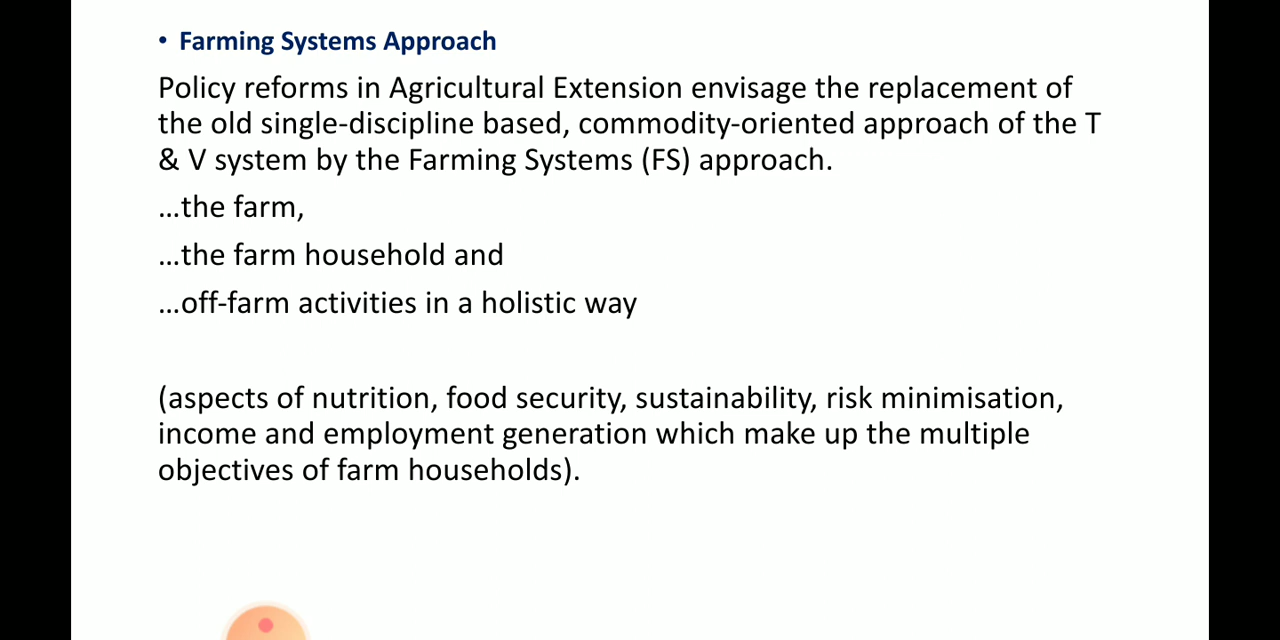 • Farming Systems Approach
Policy reforms in Agricultural Extension envisage the replacement of
the old single-discipline based, commodity-oriented approach of the T
& V system by the Farming Systems (FS) approach.
...the farm,
...the farm household and
...off-farm activities in a holistic way
(aspects of nutrition, food security, sustainability, risk minimisation,
income and employment generation which make up the multiple
objectives of farm households).